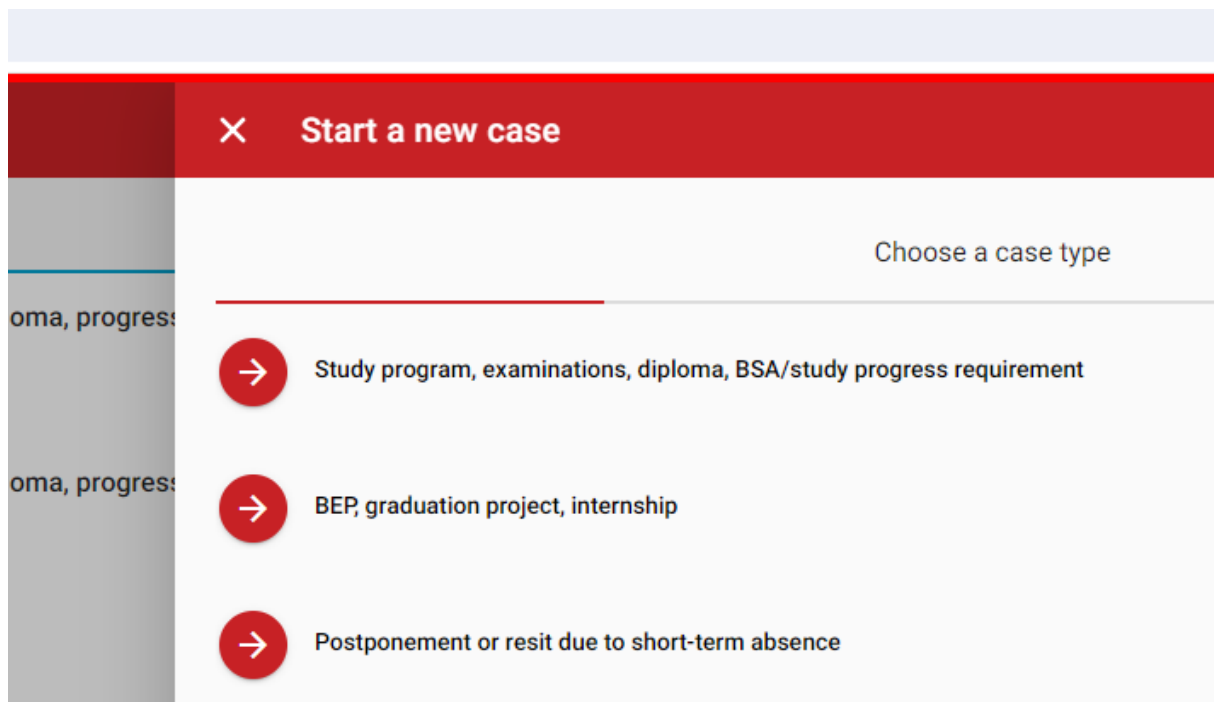 Start a new case
Choose a case type
oma, progress
Study program, examinations, diploma, BSA/study progress requirement
oma, progress
BEP, graduation project, internship
Postponement or resit due to short-term absence